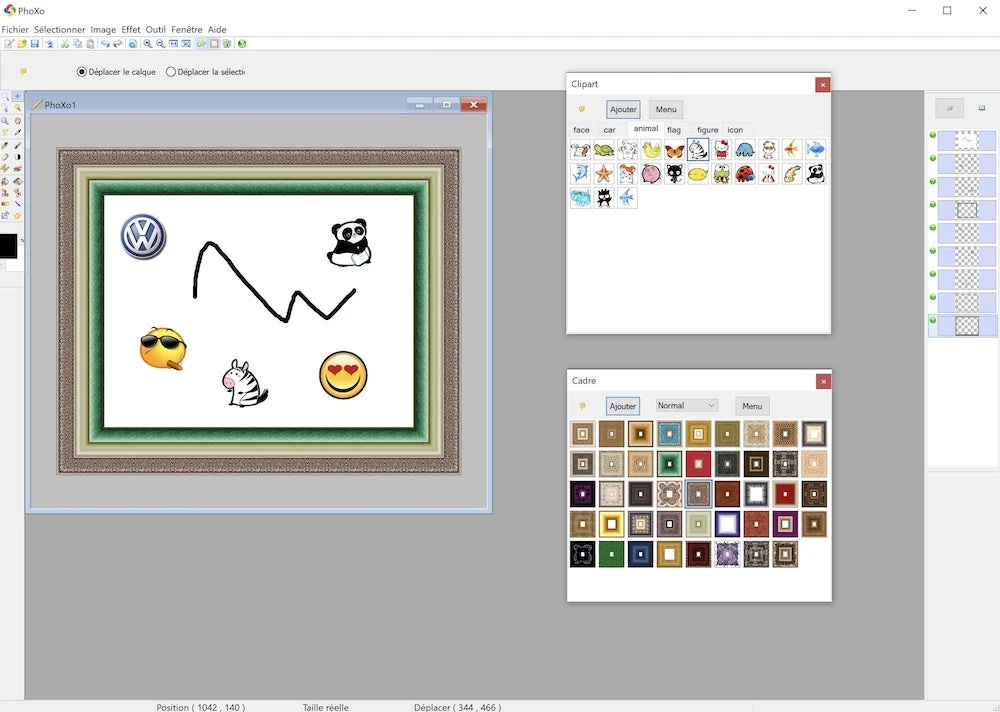 PhoXo
Fichier Sélectionner Image Effet Outil Fenêtre Aide
Déplacer le calque Déplacer la sélecti
PhoXo1
Clipart
Ajouter Menu
face car animal flag figure icon
Cadre
Ajouter Normal Menu
Position ( 1042 , 140 ) Taille réelle Déplacer ( 344 , 466 )